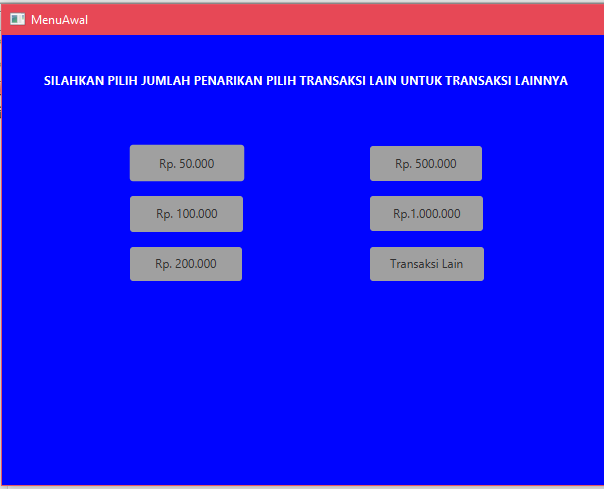 MenuAwal
SILAHKAN PILIH JUMLAH PENARIKAN PILIH TRANSAKSI LAIN UNTUK TRANSAKSI LAINNYA
Rp. 50.000
Rp. 500.000
Rp. 100.000
Rp.1.000.000
Rp. 200.000
Transaksi Lain